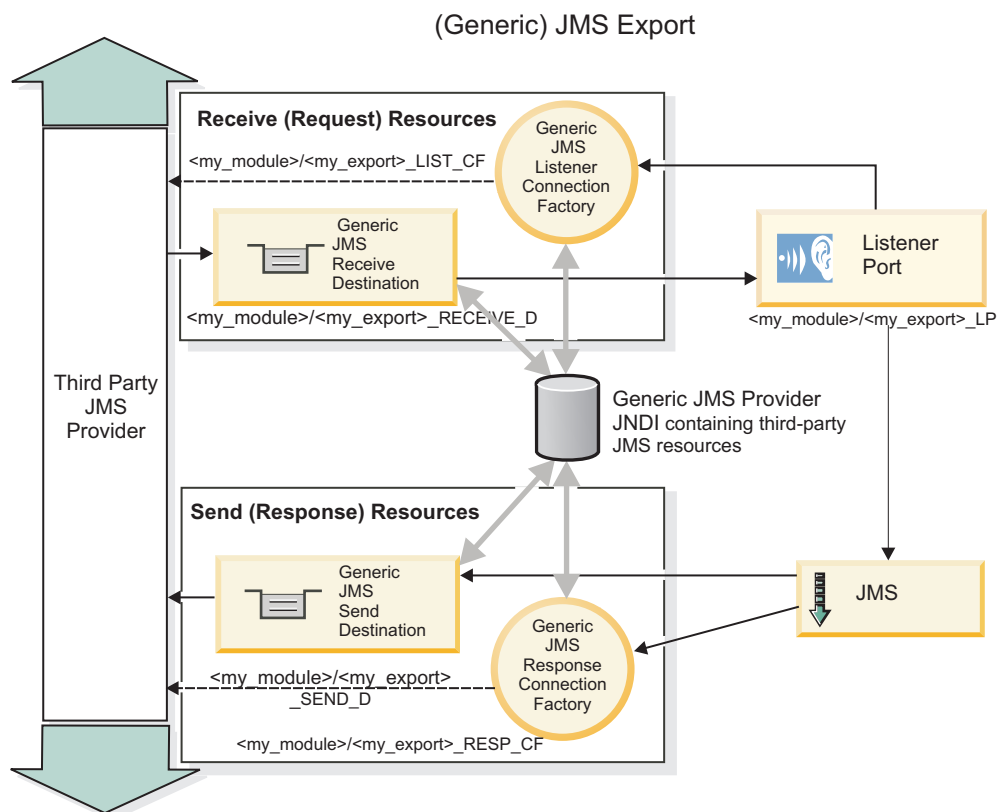 (Generic) JMS Export
Receive (Request) Resources
<my_module>/<my_export>_LIST_CF
Generic
JMS
Listener
Connection
Factory
Generic
JMS
Receive
Destination
<my_module>/<my_export>_RECEIVE_D
Listener
Port
<my_module>/<my_export>_LP
Third Party
JMS
Provider
Generic JMS Provider
JNDI containing third-party
JMS resources
Send (Response) Resources
Generic
JMS
Send
Destination
<my_module>/<my_export>
_SEND_D
Generic
JMS
Response
Connection
Factory
<my_module>/<my_export>_RESP_CF
JMS